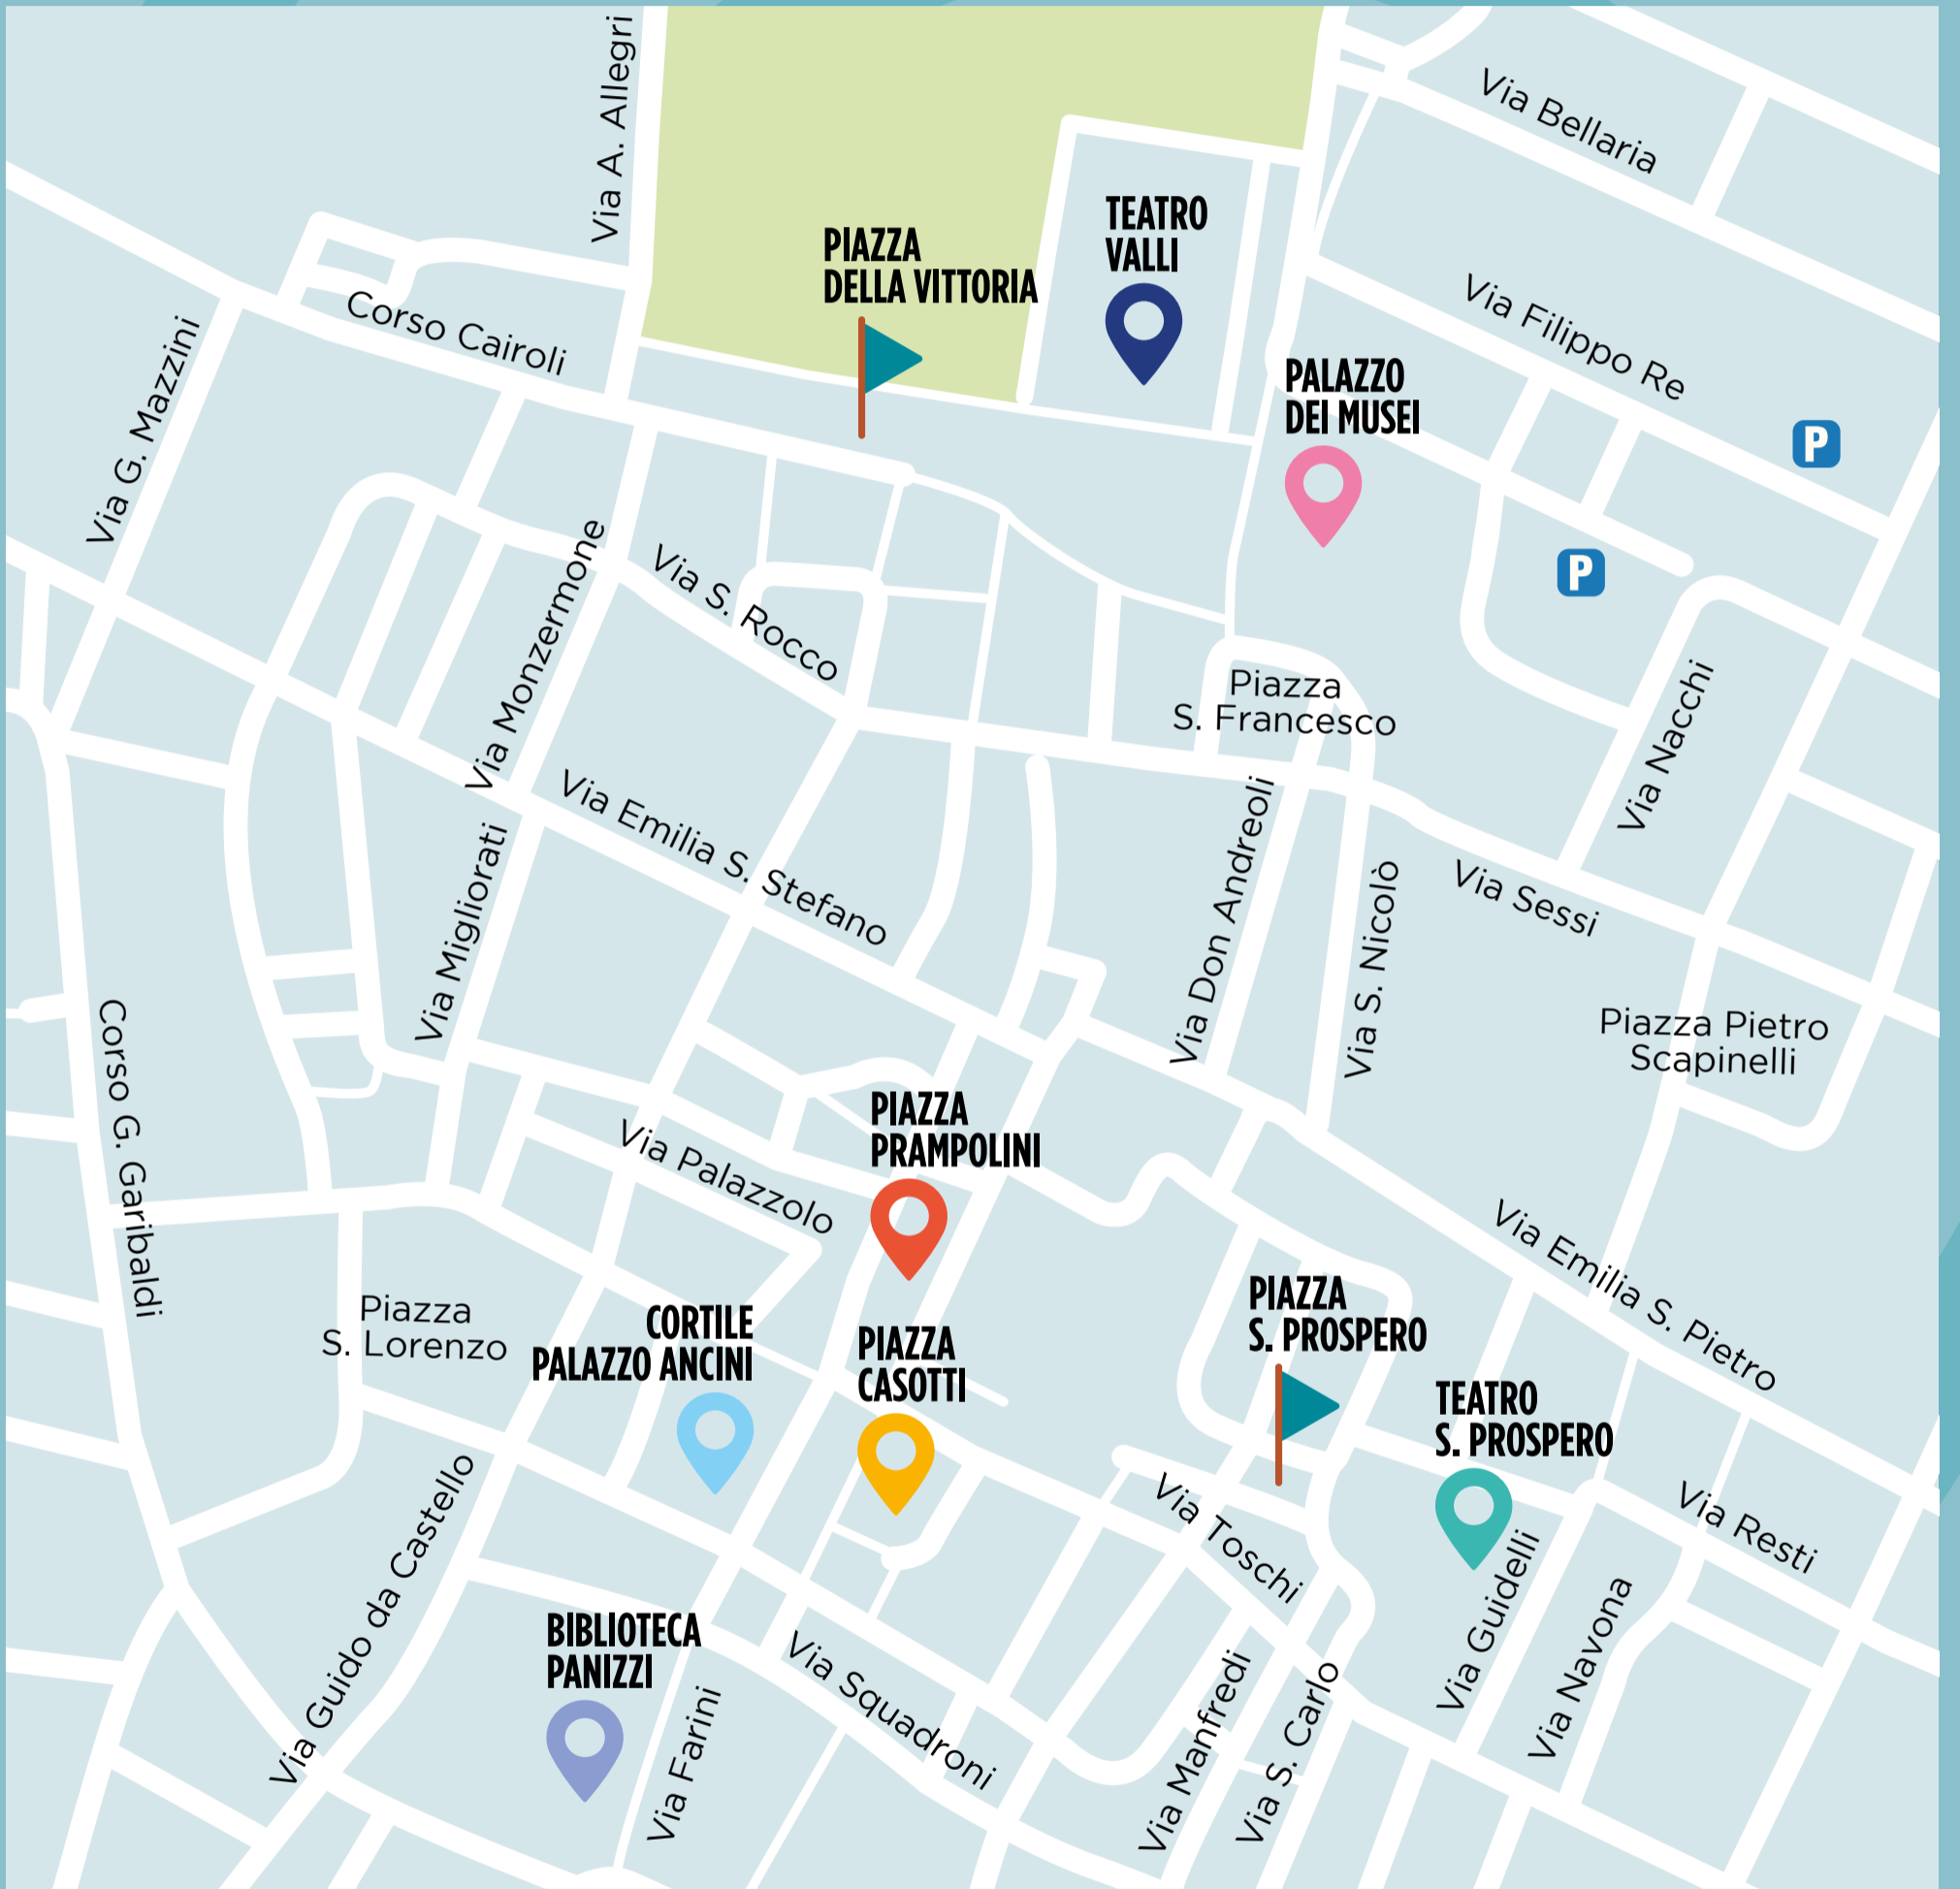 Via A. Allegri
Via Bellaria
TEATRO
VALLI
PIAZZA
DELLA VITTORIA
Via Filippo Re
Corso Cairoli
Via G. Mazzini
PALAZZO
DEI MUSEI
P
P
Via Monzermone
Via S. Rocco
Piazza
S. Francesco
Via Nacchi
Via Emilia S. Stefano
Via Migliorati
Via Don Andreoli
Via S. Nicolò
Via Sessi
Piazza Pietro
Scapinelli
Corso G. Garibaldi
PIAZZA
PRAMPOLINI
Via Palazzolo
Via Emilia S. Pietro
Piazza
S. Lorenzo
CORTILE
PALAZZO ANCINI
PIAZZA
CASOTTI
PIAZZA
S. PROSPERO
TEATRO
S. PROSPERO
Via Guido da Castello
Via Toschi
Via Resti
Via Guidelli
Via Navona
BIBLIOTECA
PANIZZI
Via Farini
Via Squadroni
Via Manfredi
Via S. Carlo